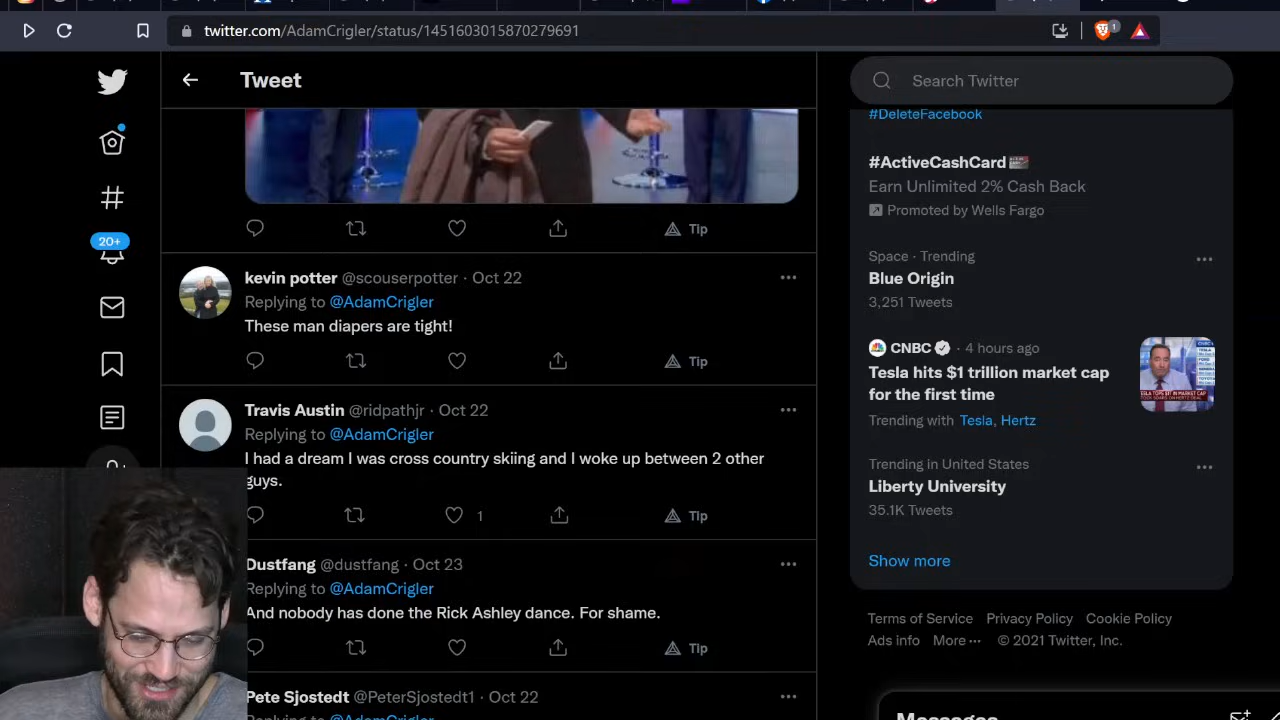 twitter.com/AdamCrigler/status/1451603015870279691
1
Tweet
Search Twitter
20+
Tip
kevin potter @scouserpotter · Oct 22
Replying to @AdamCrigler
These man diapers are tight!
Tip
Travis Austin @ridpathjr · Oct 22
Replying to @AdamCrigler
I had a dream I was cross country skiing and I woke up between 2 other
guys.
1
Tip
Dustfang @dustfang · Oct 23
Replying to @AdamCrigler
And nobody has done the Rick Ashley dance. For shame.
Tip
Pete Sjostedt @PeterSjostedt1 · Oct 22
Replying to @AdamCrigler
#DeleteFacebook
#ActiveCashCard
Earn Unlimited 2% Cash Back
Promoted by Wells Fargo
Space · Trending
Blue Origin
3,251 Tweets
CNBC · 4 hours ago
Tesla hits $1 trillion market cap
for the first time
Trending with Tesla, Hertz
Trending in United States
Liberty University
35.1K Tweets
Show more
Terms of Service Privacy Policy Cookie Policy
Ads info More ··· © 2021 Twitter, Inc.
Messages